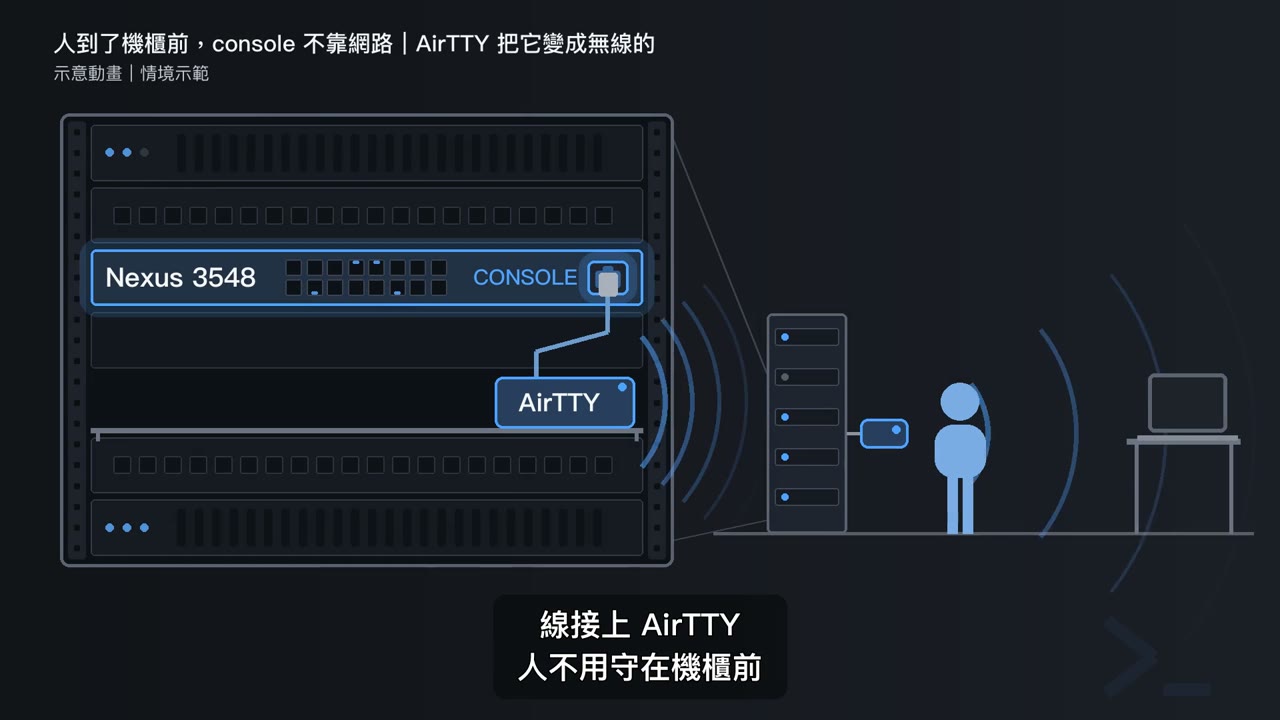 人到了機櫃前，console 不靠網路｜AirTTY 把它變成無線的
示意動畫｜情境示範
Nexus 3548
CONSOLE
AirTTY
線接上 AirTTY
人不用守在機櫃前